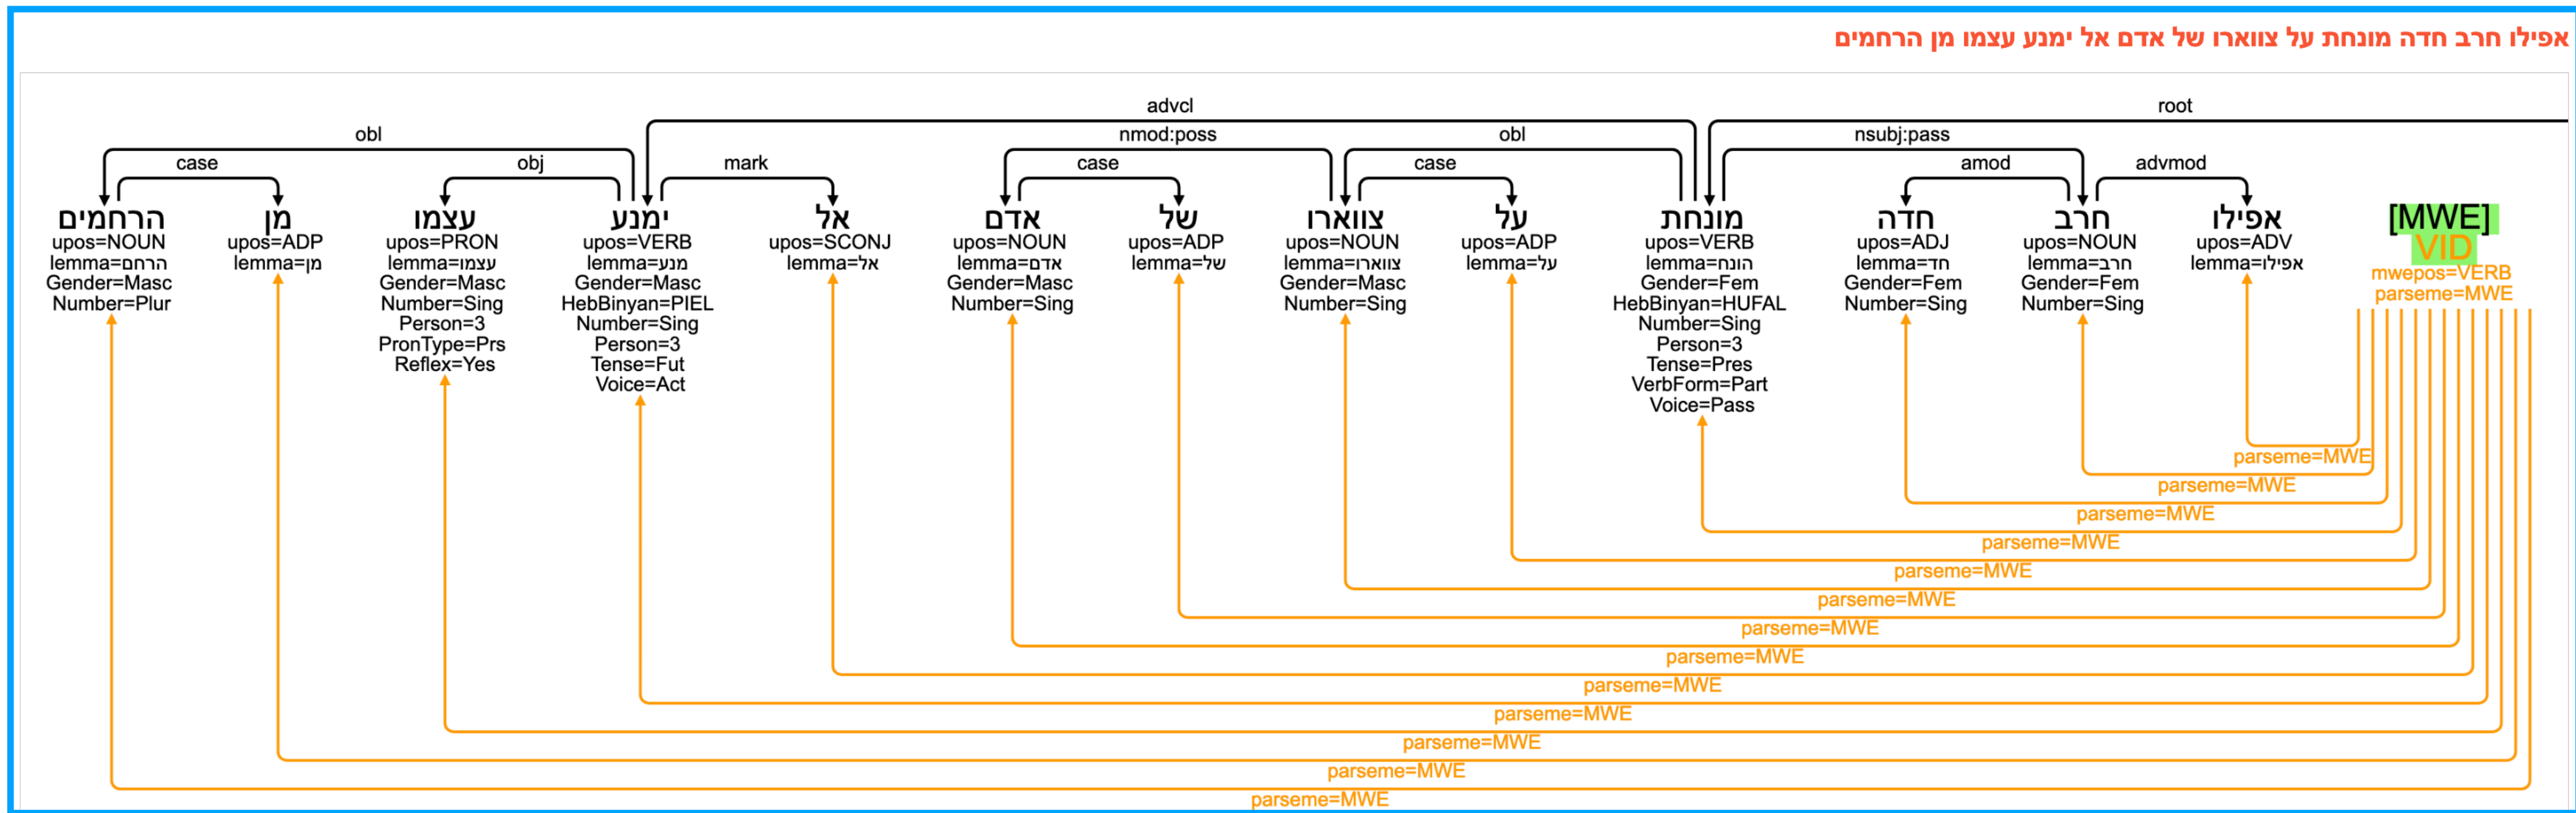 אפילו חרב חדה מונחת על צווארו של אדם אל ימנע עצמו מן הרחמים
root
advcl
nsubj:pass
obl
nmod:poss
obl
advmod
amod
case
case
mark
obj
case
[MWE]
VID
mwepos=VERB
parseme=MWE
אפילו
upos=ADV
lemma=אפילו
חרב
upos=NOUN
lemma=חרב
Gender=Fem
Number=Sing
חדה
upos=ADJ
lemma=חד
Gender=Fem
Number=Sing
מונחת
upos=VERB
lemma=הונח
Gender=Fem
HebBinyan=HUFAL
Number=Sing
Person=3
Tense=Pres
VerbForm=Part
Voice=Pass
על
upos=ADP
lemma=על
צווארו
upos=NOUN
lemma=צווארו
Gender=Masc
Number=Sing
של
upos=ADP
lemma=של
אדם
upos=NOUN
lemma=אדם
Gender=Masc
Number=Sing
אל
upos=SCONJ
lemma=אל
ימנע
upos=VERB
lemma=מנע
Gender=Masc
HebBinyan=PIEL
Number=Sing
Person=3
Tense=Fut
Voice=Act
עצמו
upos=PRON
lemma=עצמו
Gender=Masc
Number=Sing
Person=3
PronType=Prs
Reflex=Yes
מן
upos=ADP
lemma=מן
הרחמים
upos=NOUN
lemma=הרחם
Gender=Masc
Number=Plur
parseme=MWE
parseme=MWE
parseme=MWE
parseme=MWE
parseme=MWE
parseme=MWE
parseme=MWE
parseme=MWE
parseme=MWE
parseme=MWE
parseme=MWE
parseme=MWE
parseme=MWE